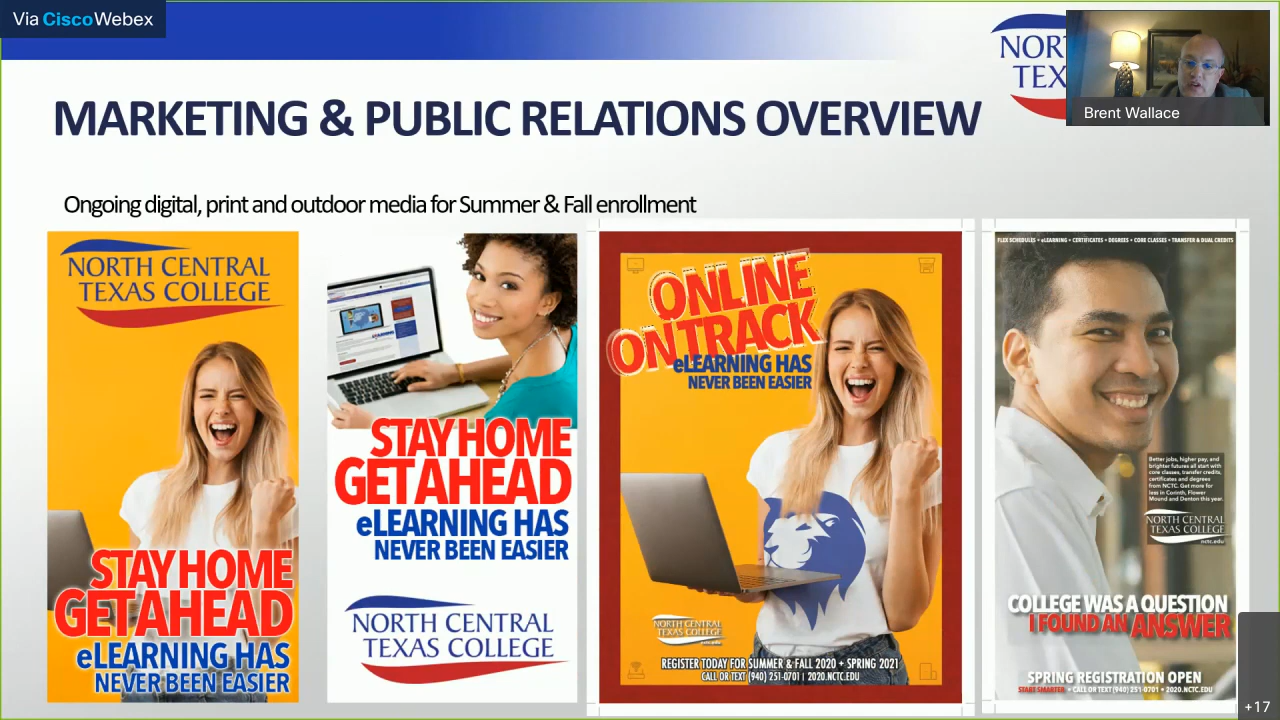 Via CiscoWebex
NOR
TEX
Brent Wallace
MARKETING & PUBLIC RELATIONS OVERVIEW
Ongoing digital, print and outdoor media for Summer & Fall enrollment
NORTH CENTRAL
TEXAS COLLEGE
STAY HOME
GET AHEAD
eLEARNING HAS
NEVER BEEN EASIER
STAY HOME
GET AHEAD
eLEARNING HAS
NEVER BEEN EASIER
NORTH CENTRAL
TEXAS COLLEGE
ONLINE
ON TRACK
eLEARNING HAS
NEVER BEEN EASIER
NORTH CENTRAL
TEXAS COLLEGE
REGISTER TODAY FOR SUMMER & FALL 2020 + SPRING 2021
CALL OR TEXT (940) 251-0701 | 2020.NCTC.EDU
FLEX SCHEDULES • eLEARNING • CERTIFICATES • DEGREES • CORE CLASSES • TRANSFER & DUAL CREDITS
Better jobs, higher pay, and
brighter futures all start with
core classes, transfer credits,
certificates and degrees
from NCTC. Get more for
less in Corinth, Flower
Mound and Denton this year.
NORTH CENTRAL
TEXAS COLLEGE
nctc.edu
COLLEGE WAS A QUESTION
I FOUND AN ANSWER
SPRING REGISTRATION OPEN
START SMARTER • CALL OR TEXT (940) 251-0701 • 2020.NCTC.EDU
+17